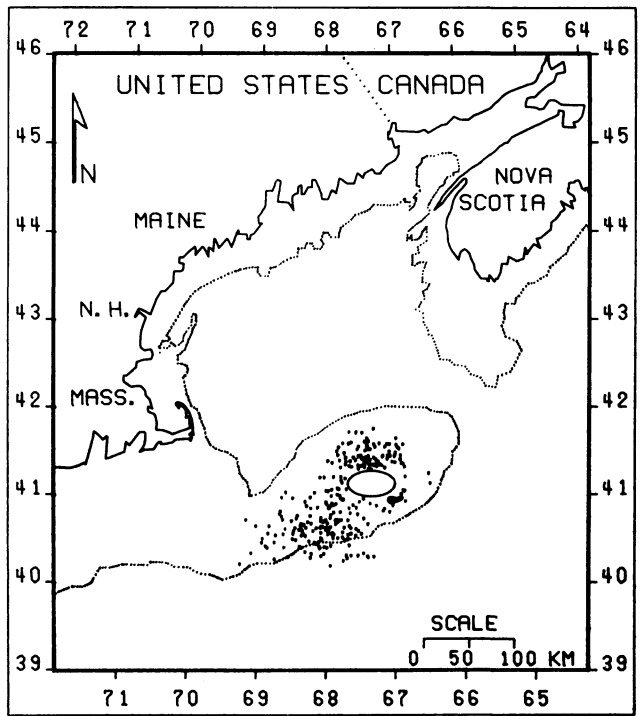 72 71 70 69 68 67 66 65 64
46 46
UNITED STATES CANADA
45 45
N
NOVA
SCOTIA
44 44
MAINE
43 43
N. H.
42 42
MASS.
41 41
40 40
SCALE
0 50 100 KM
39 39
71 70 69 68 67 66 65